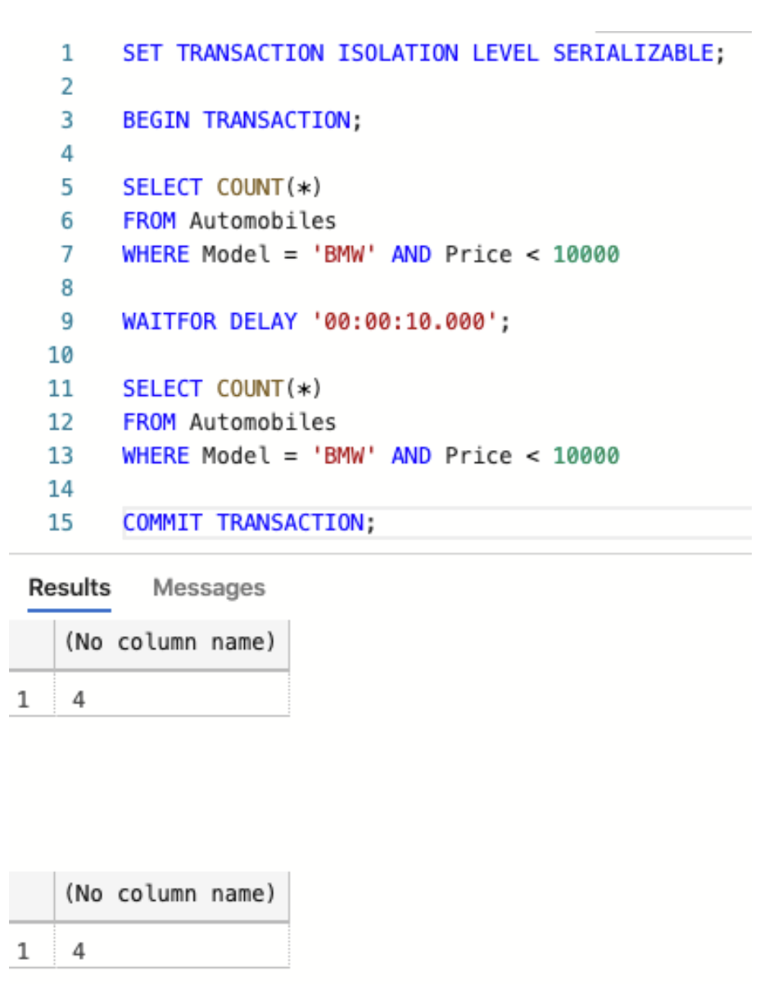 1 SET TRANSACTION ISOLATION LEVEL SERIALIZABLE;
2
3 BEGIN TRANSACTION;
4
5 SELECT COUNT(*)
6 FROM Automobiles
7 WHERE Model = 'BMW' AND Price < 10000
8
9 WAITFOR DELAY '00:00:10.000';
10
11 SELECT COUNT(*)
12 FROM Automobiles
13 WHERE Model = 'BMW' AND Price < 10000
14
15 COMMIT TRANSACTION;
Results Messages
(No column name)
1 4
(No column name)
1 4